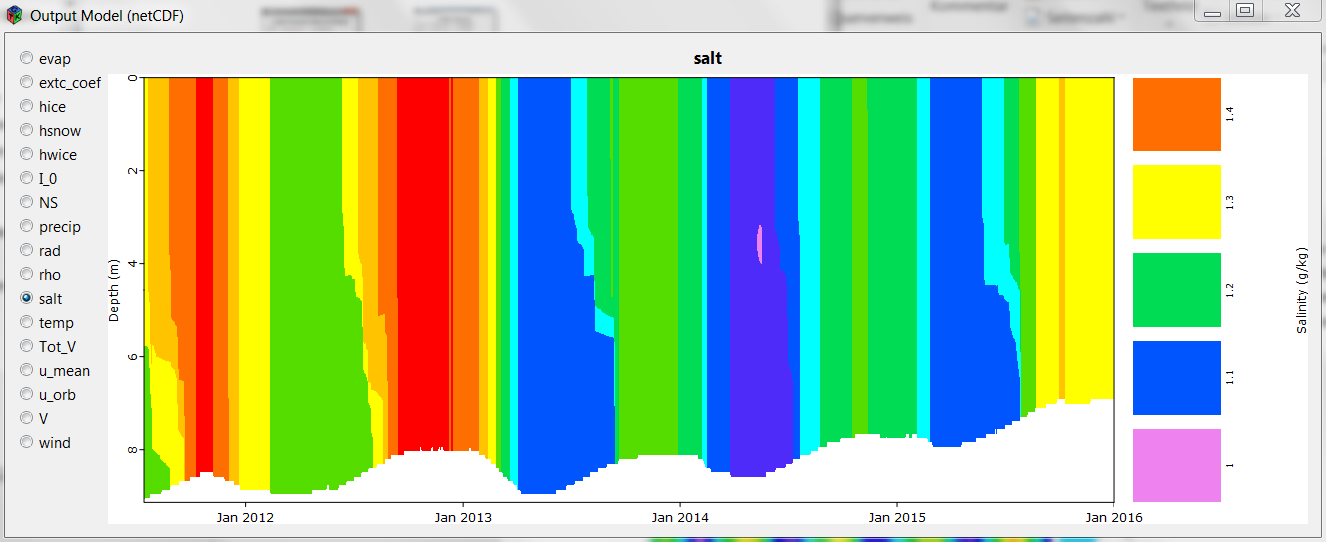 Output Model (netCDF)
Kommentar
Seitenzahl
evap
extc_coef
hice
hsnow
hwice
I_0
NS
precip
rad
rho
salt
temp
Tot_V
u_mean
u_orb
V
wind
salt
Depth (m)
0
2
4
6
8
Jan 2012
Jan 2013
Jan 2014
Jan 2015
Jan 2016
1.4
1.3
1.2
1.1
1
Salinity (g/kg)